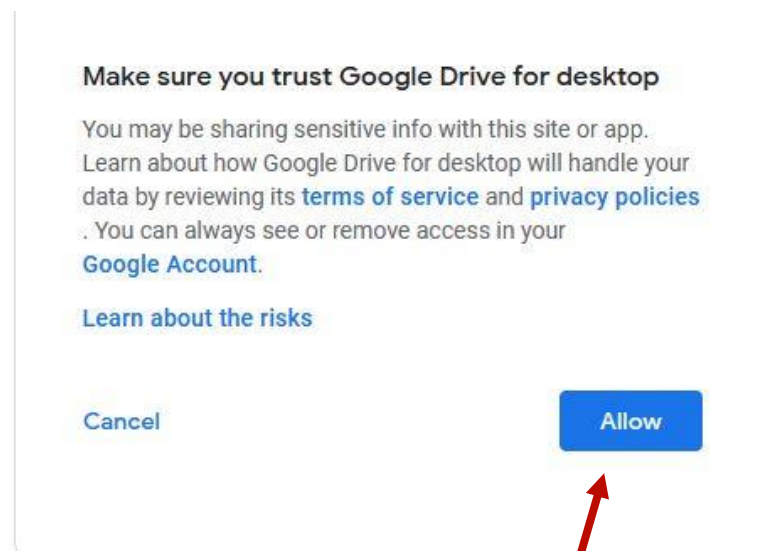 Make sure you trust Google Drive for desktop
You may be sharing sensitive info with this site or app.
Learn about how Google Drive for desktop will handle your
data by reviewing its terms of service and privacy policies
. You can always see or remove access in your
Google Account.
Learn about the risks
Cancel
Allow